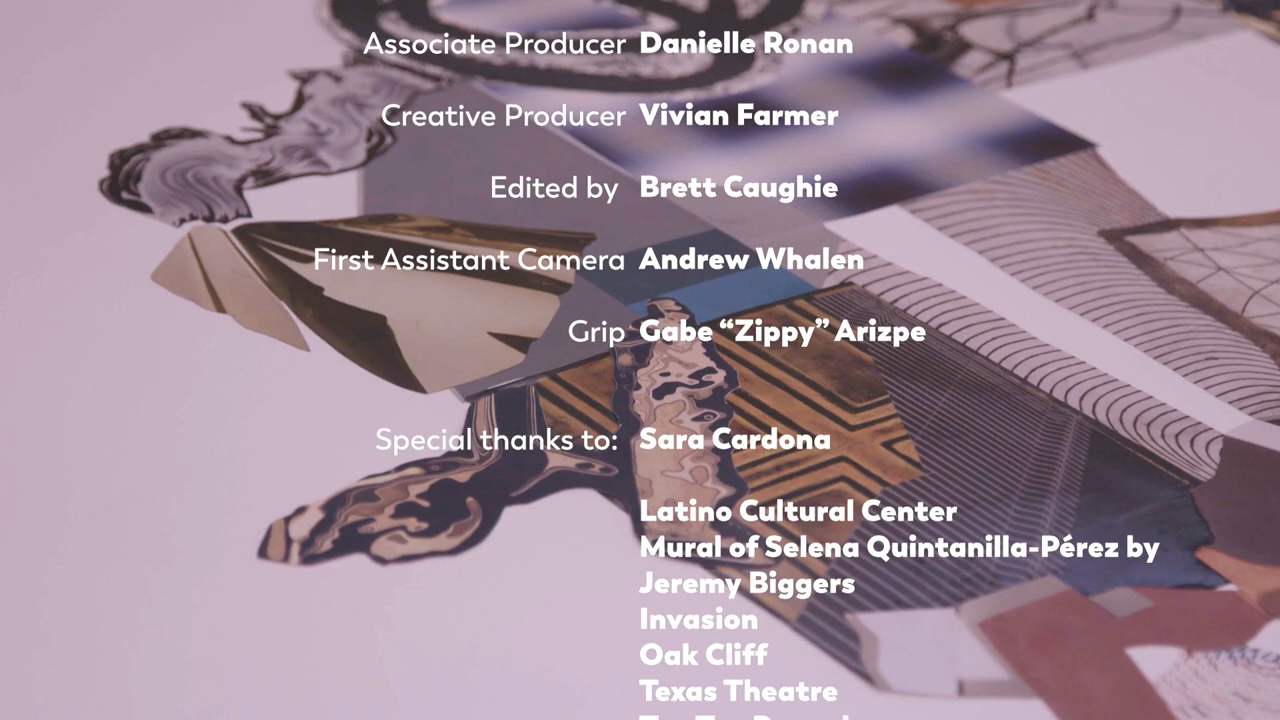 Associate Producer Danielle Ronan
Creative Producer Vivian Farmer
Edited by Brett Caughie
First Assistant Camera Andrew Whalen
Grip Gabe “Zippy” Arizpe
Special thanks to: Sara Cardona
Latino Cultural Center
Mural of Selena Quintanilla-Pérez by
Jeremy Biggers
Invasion
Oak Cliff
Texas Theatre